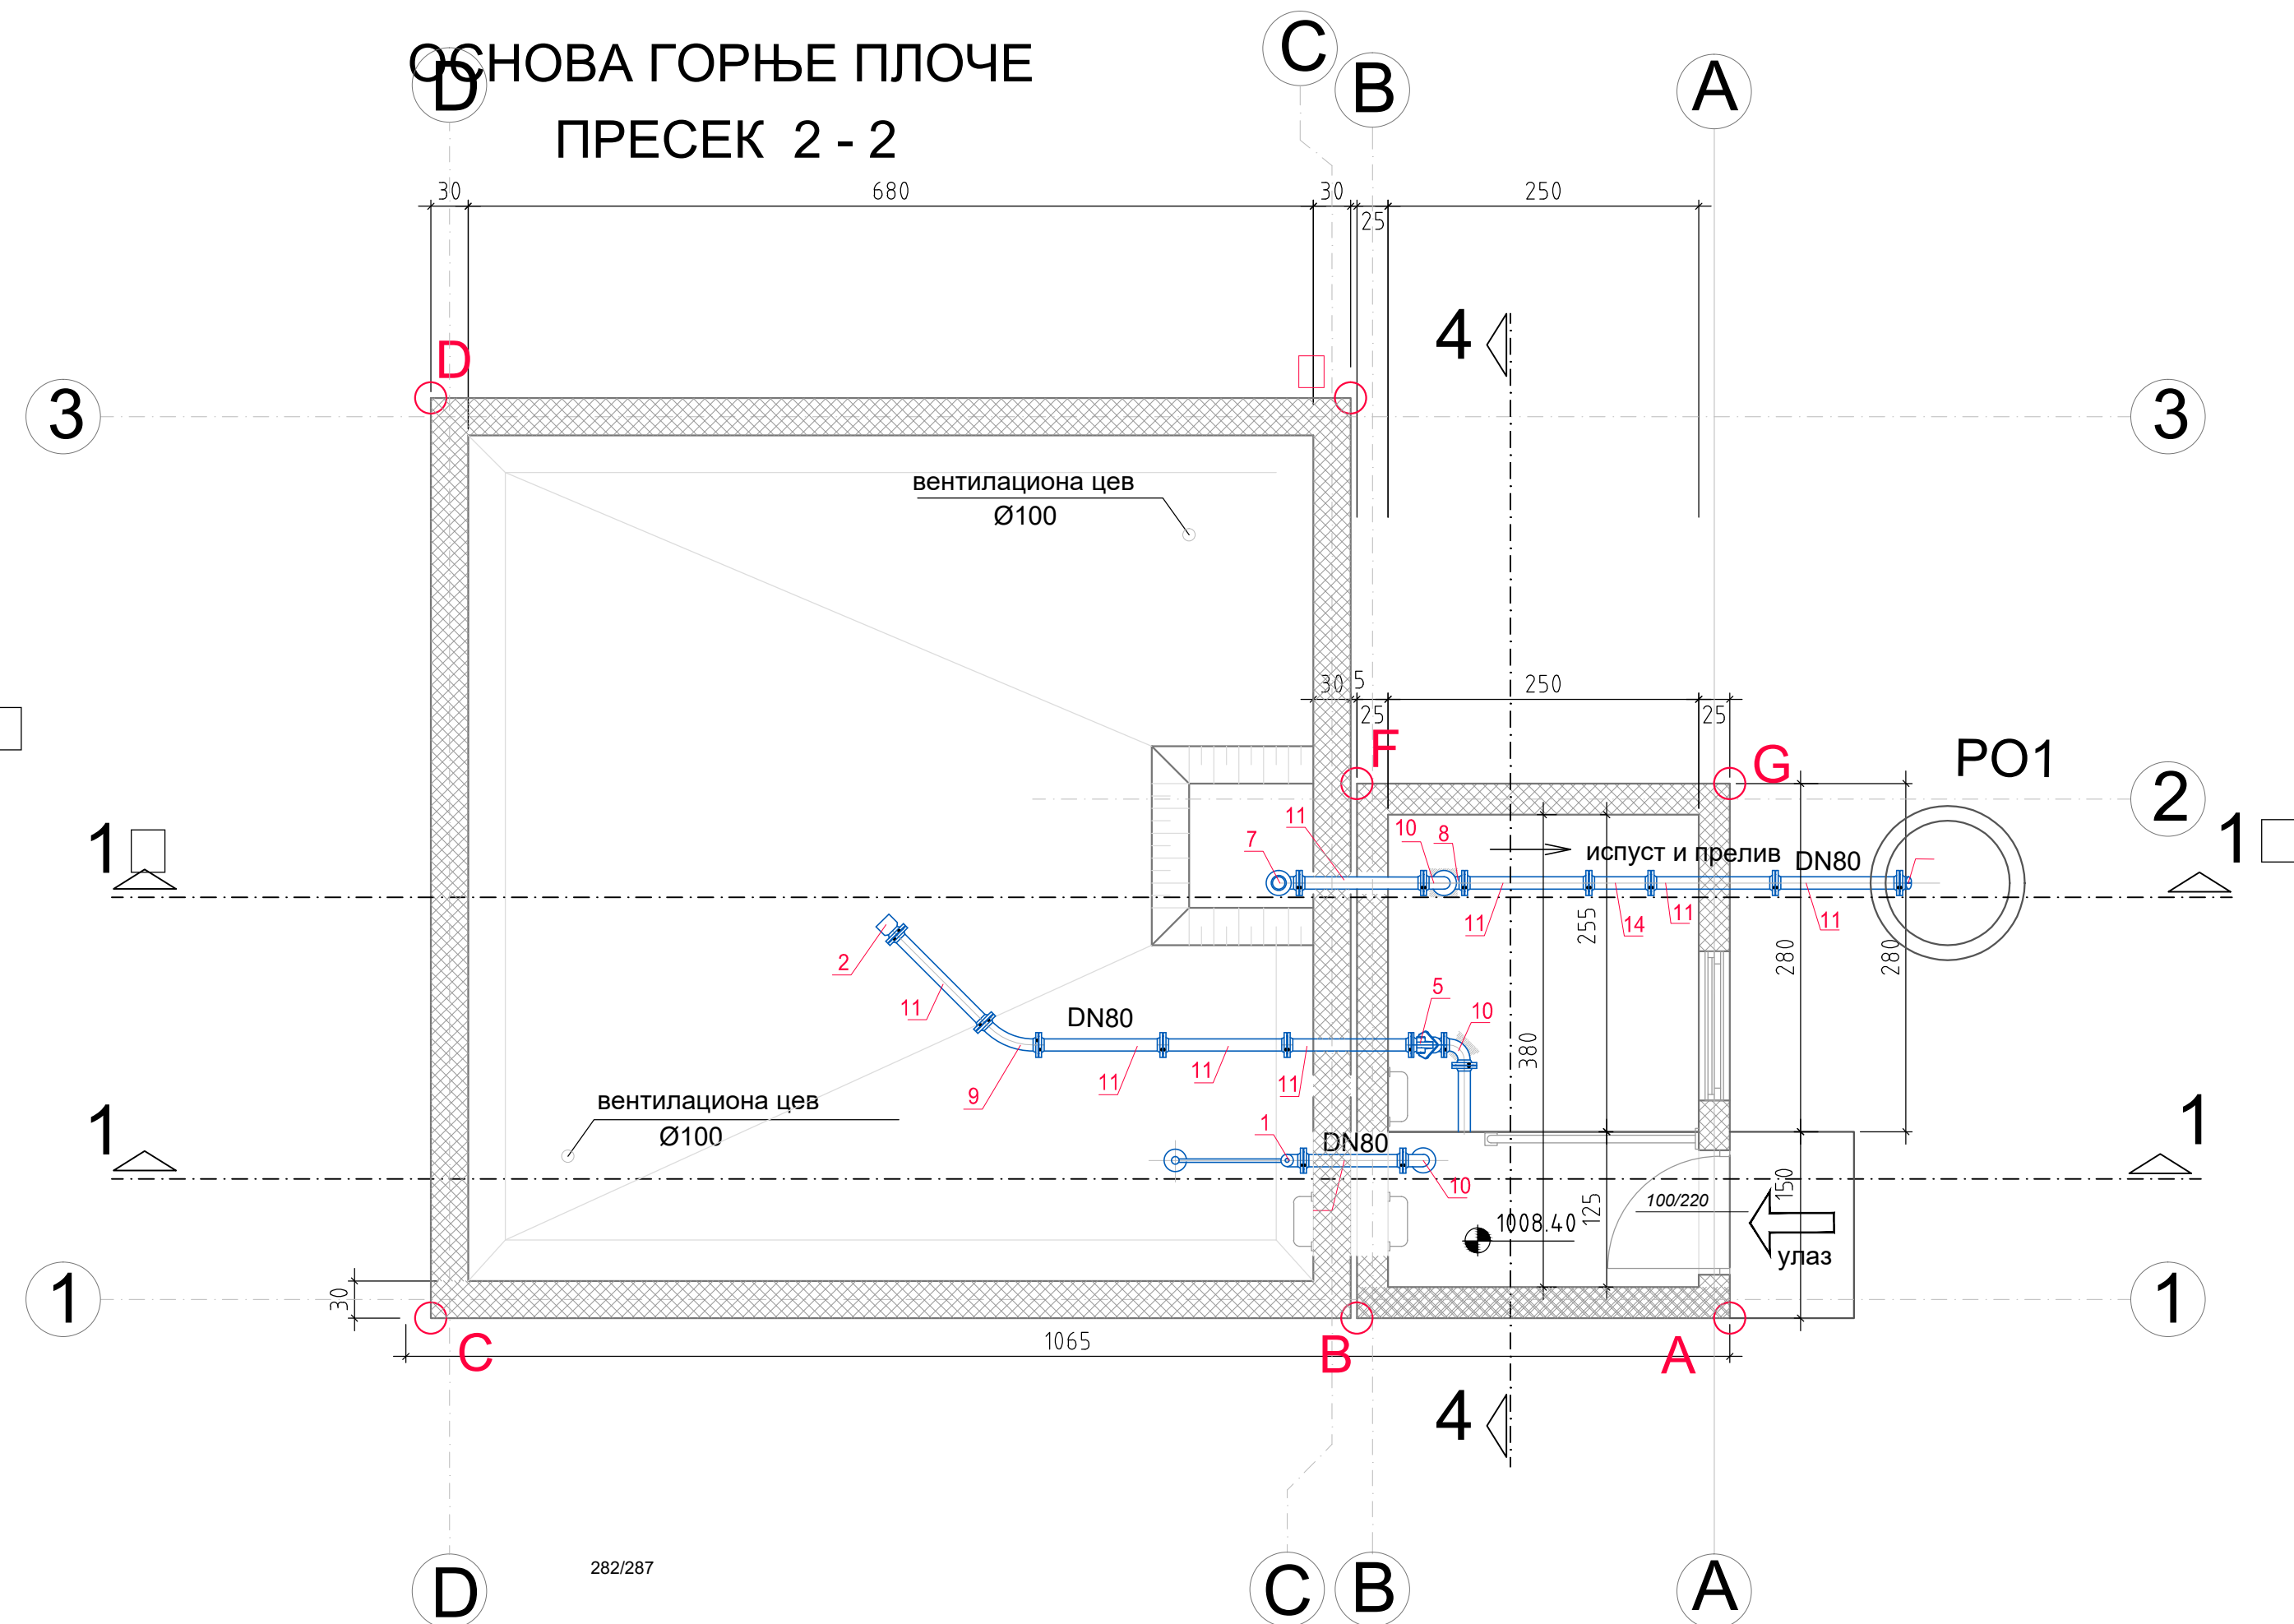 ОСНОВА ГОРЊЕ ПЛОЧЕ
ПРЕСЕК 2 - 2
D
C
B
A
30
680
30
25
250
4
D
3
3
вентилациона цев
Ø100
30
5
250
25
25
F
G
PO1
2
1
1
7
11
10
8
испуст и прелив
DN80
11
14
11
11
255
280
280
2
11
DN80
5
10
380
9
11
11
11
вентилациона цев
Ø100
1
1
1
DN80
10
100/220
150
125
1008.40
улаз
1
1
30
C
1065
B
A
4
282/287
D
C
B
A